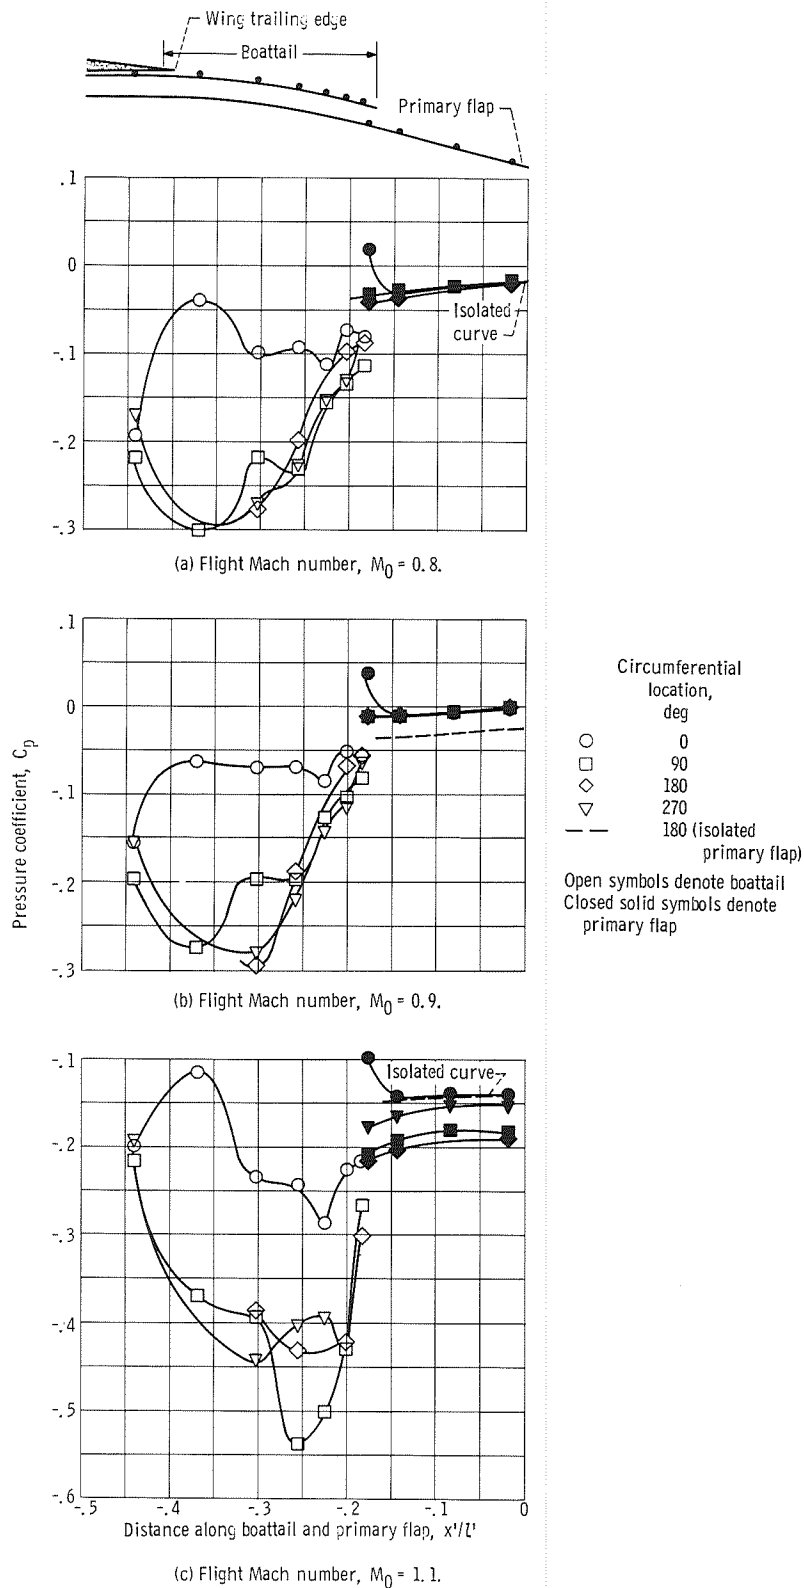 Wing trailing edge
Boattail
Primary flap
.1
0
-.1
-.2
-.3
Isolated
curve
(a) Flight Mach number, M0 = 0.8.
.1
0
-.1
-.2
-.3
Pressure coefficient, Cp
(b) Flight Mach number, M0 = 0.9.
Circumferential
location,
deg
0
90
180
270
180 (isolated
primary flap)
Open symbols denote boattail
Closed solid symbols denote
primary flap
-.1
-.2
-.3
-.4
-.5
-.6
Isolated curve
-.5 -.4 -.3 -.2 -.1 0
Distance along boattail and primary flap, x'/l'
(c) Flight Mach number, M0 = 1.1.